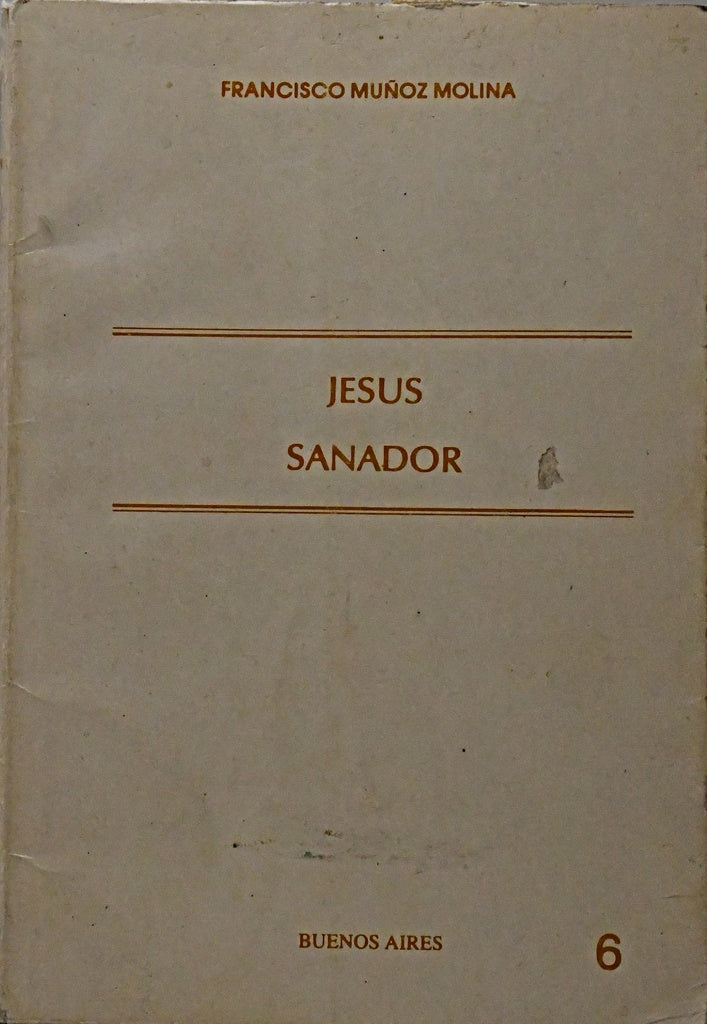 FRANCISCO MUÑOZ MOLINA
JESUS
SANADOR
BUENOS AIRES
6